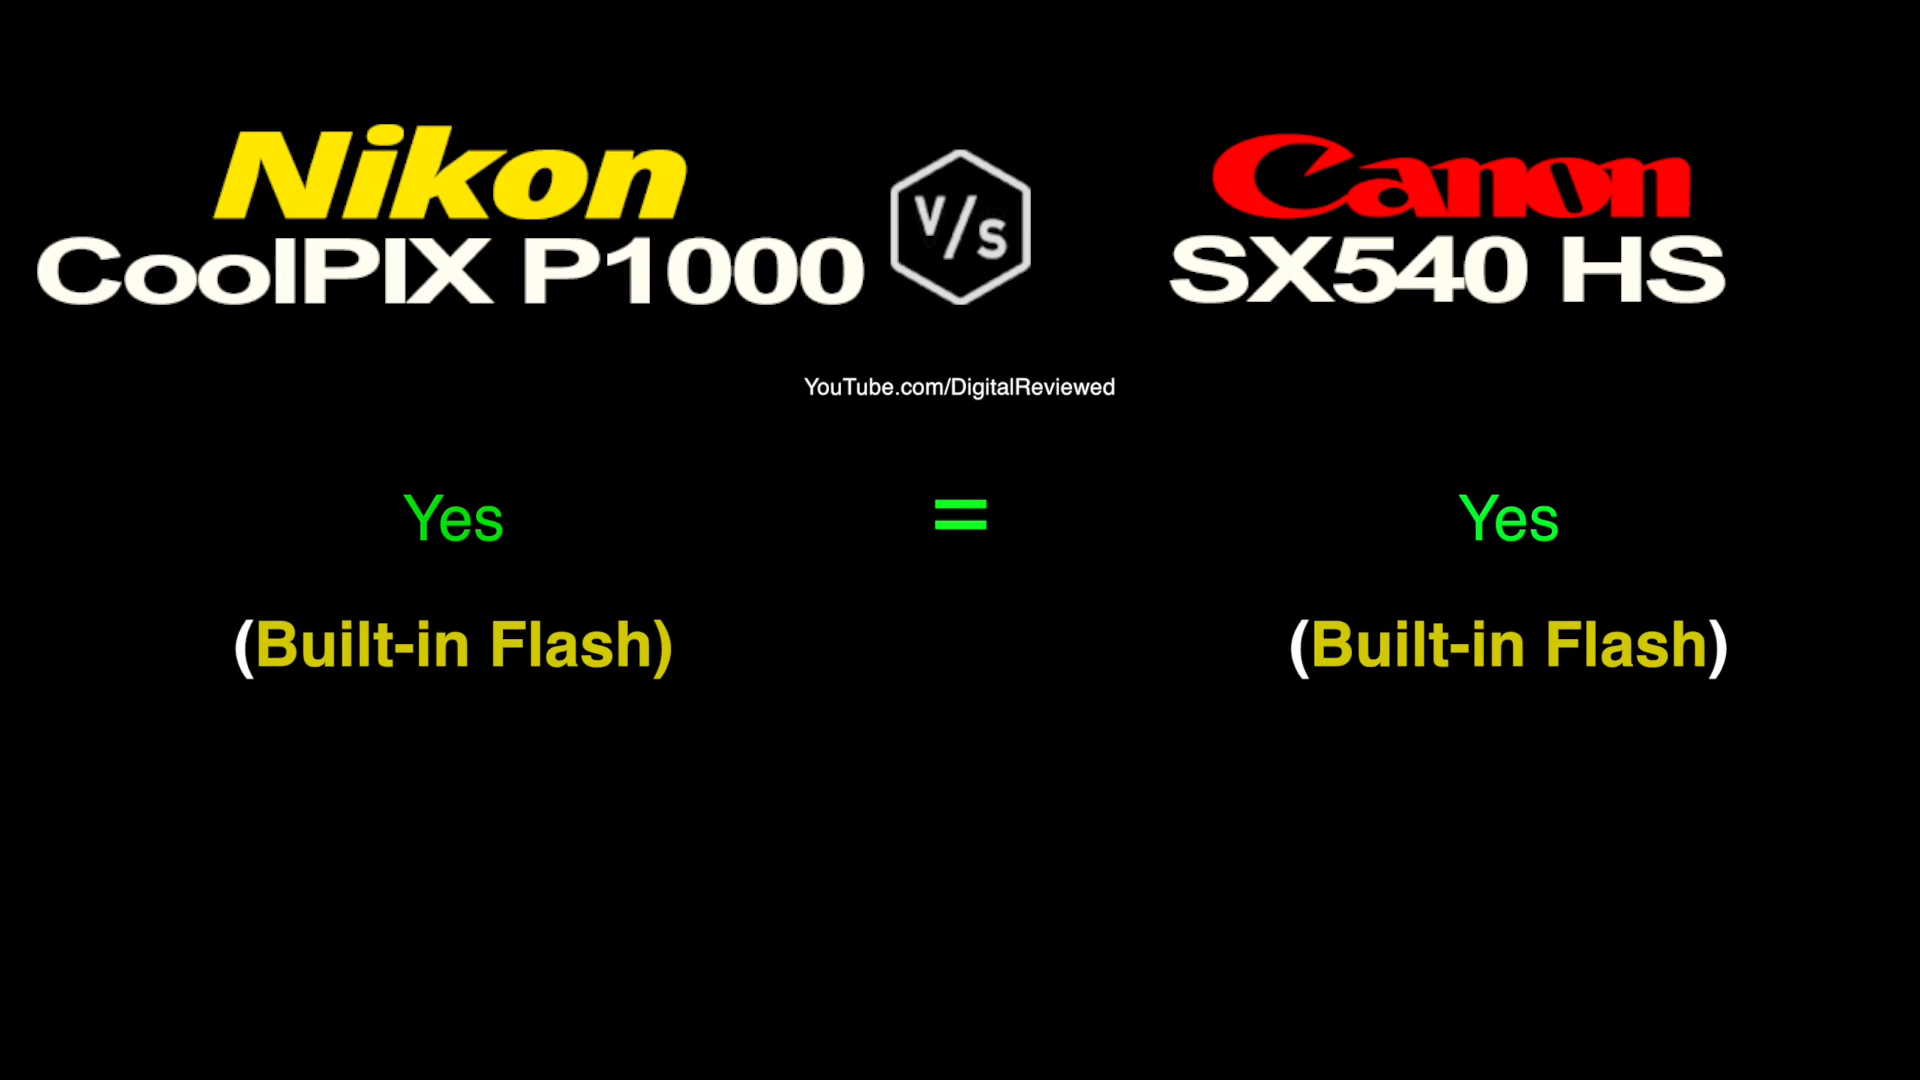 Nikon
CoolPIX P1000
V/S
Canon
SX540 HS
YouTube.com/DigitalReviewed
Yes = Yes
(Built-in Flash) (Built-in Flash)